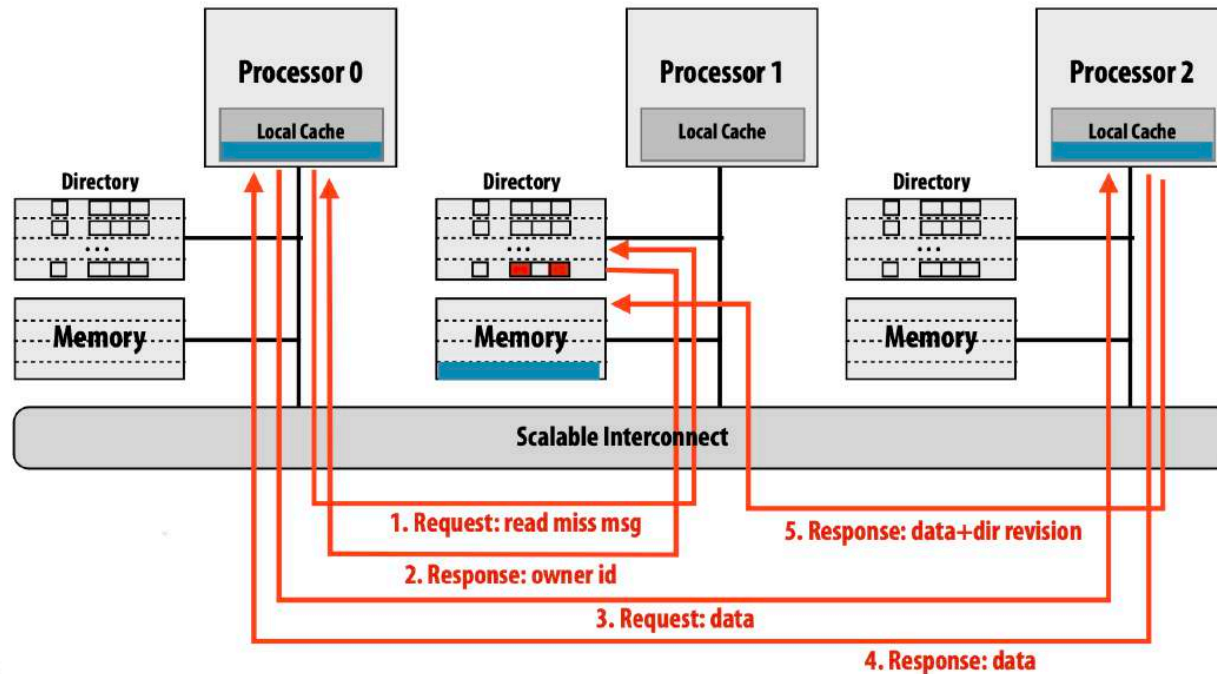 Processor 0
Processor 1
Processor 2
Local Cache
Local Cache
Local Cache
Directory
Directory
Directory
...
...
...
Memory
Memory
Memory
Scalable Interconnect
1. Request: read miss msg
5. Response: data+dir revision
2. Response: owner id
3. Request: data
4. Response: data